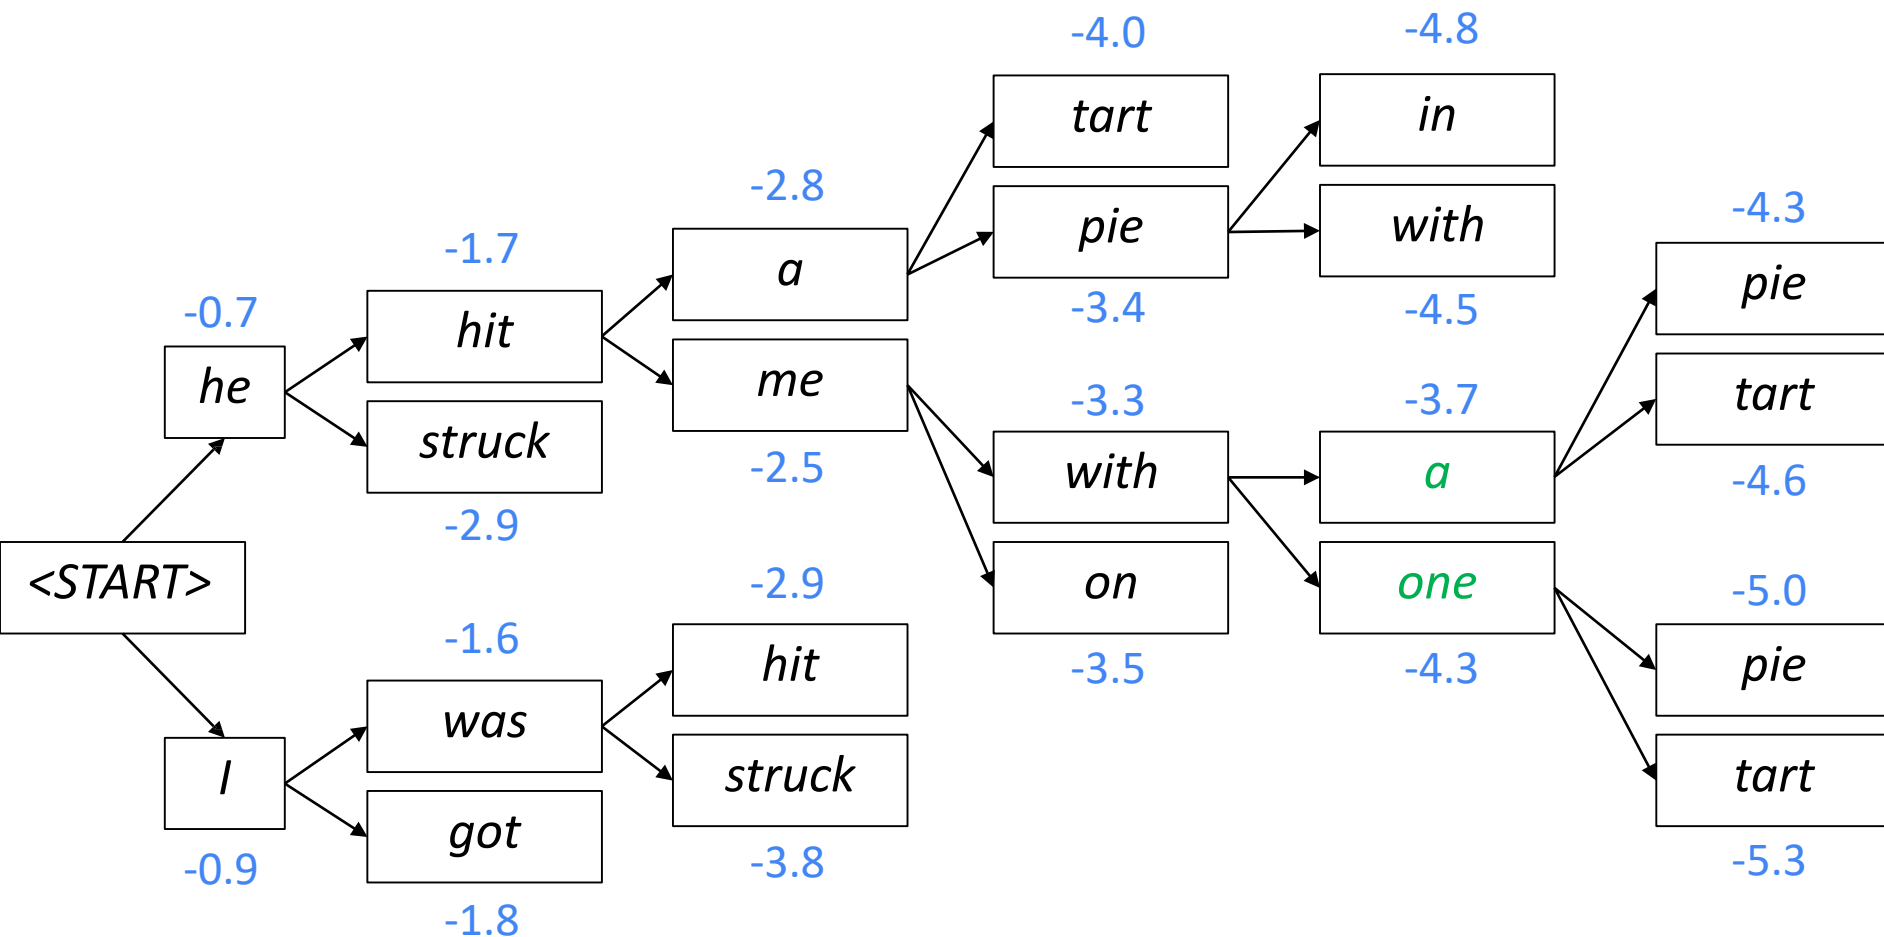 <START>
-0.7
he
I
-0.9
-1.7
hit
struck
-2.9
-1.6
was
got
-1.8
-2.8
a
me
-2.5
-2.9
hit
struck
-3.8
-4.0
tart
pie
-3.4
-3.3
with
on
-3.5
-4.8
in
with
-4.5
-3.7
a
one
-4.3
-4.3
pie
tart
-4.6
-5.0
pie
tart
-5.3